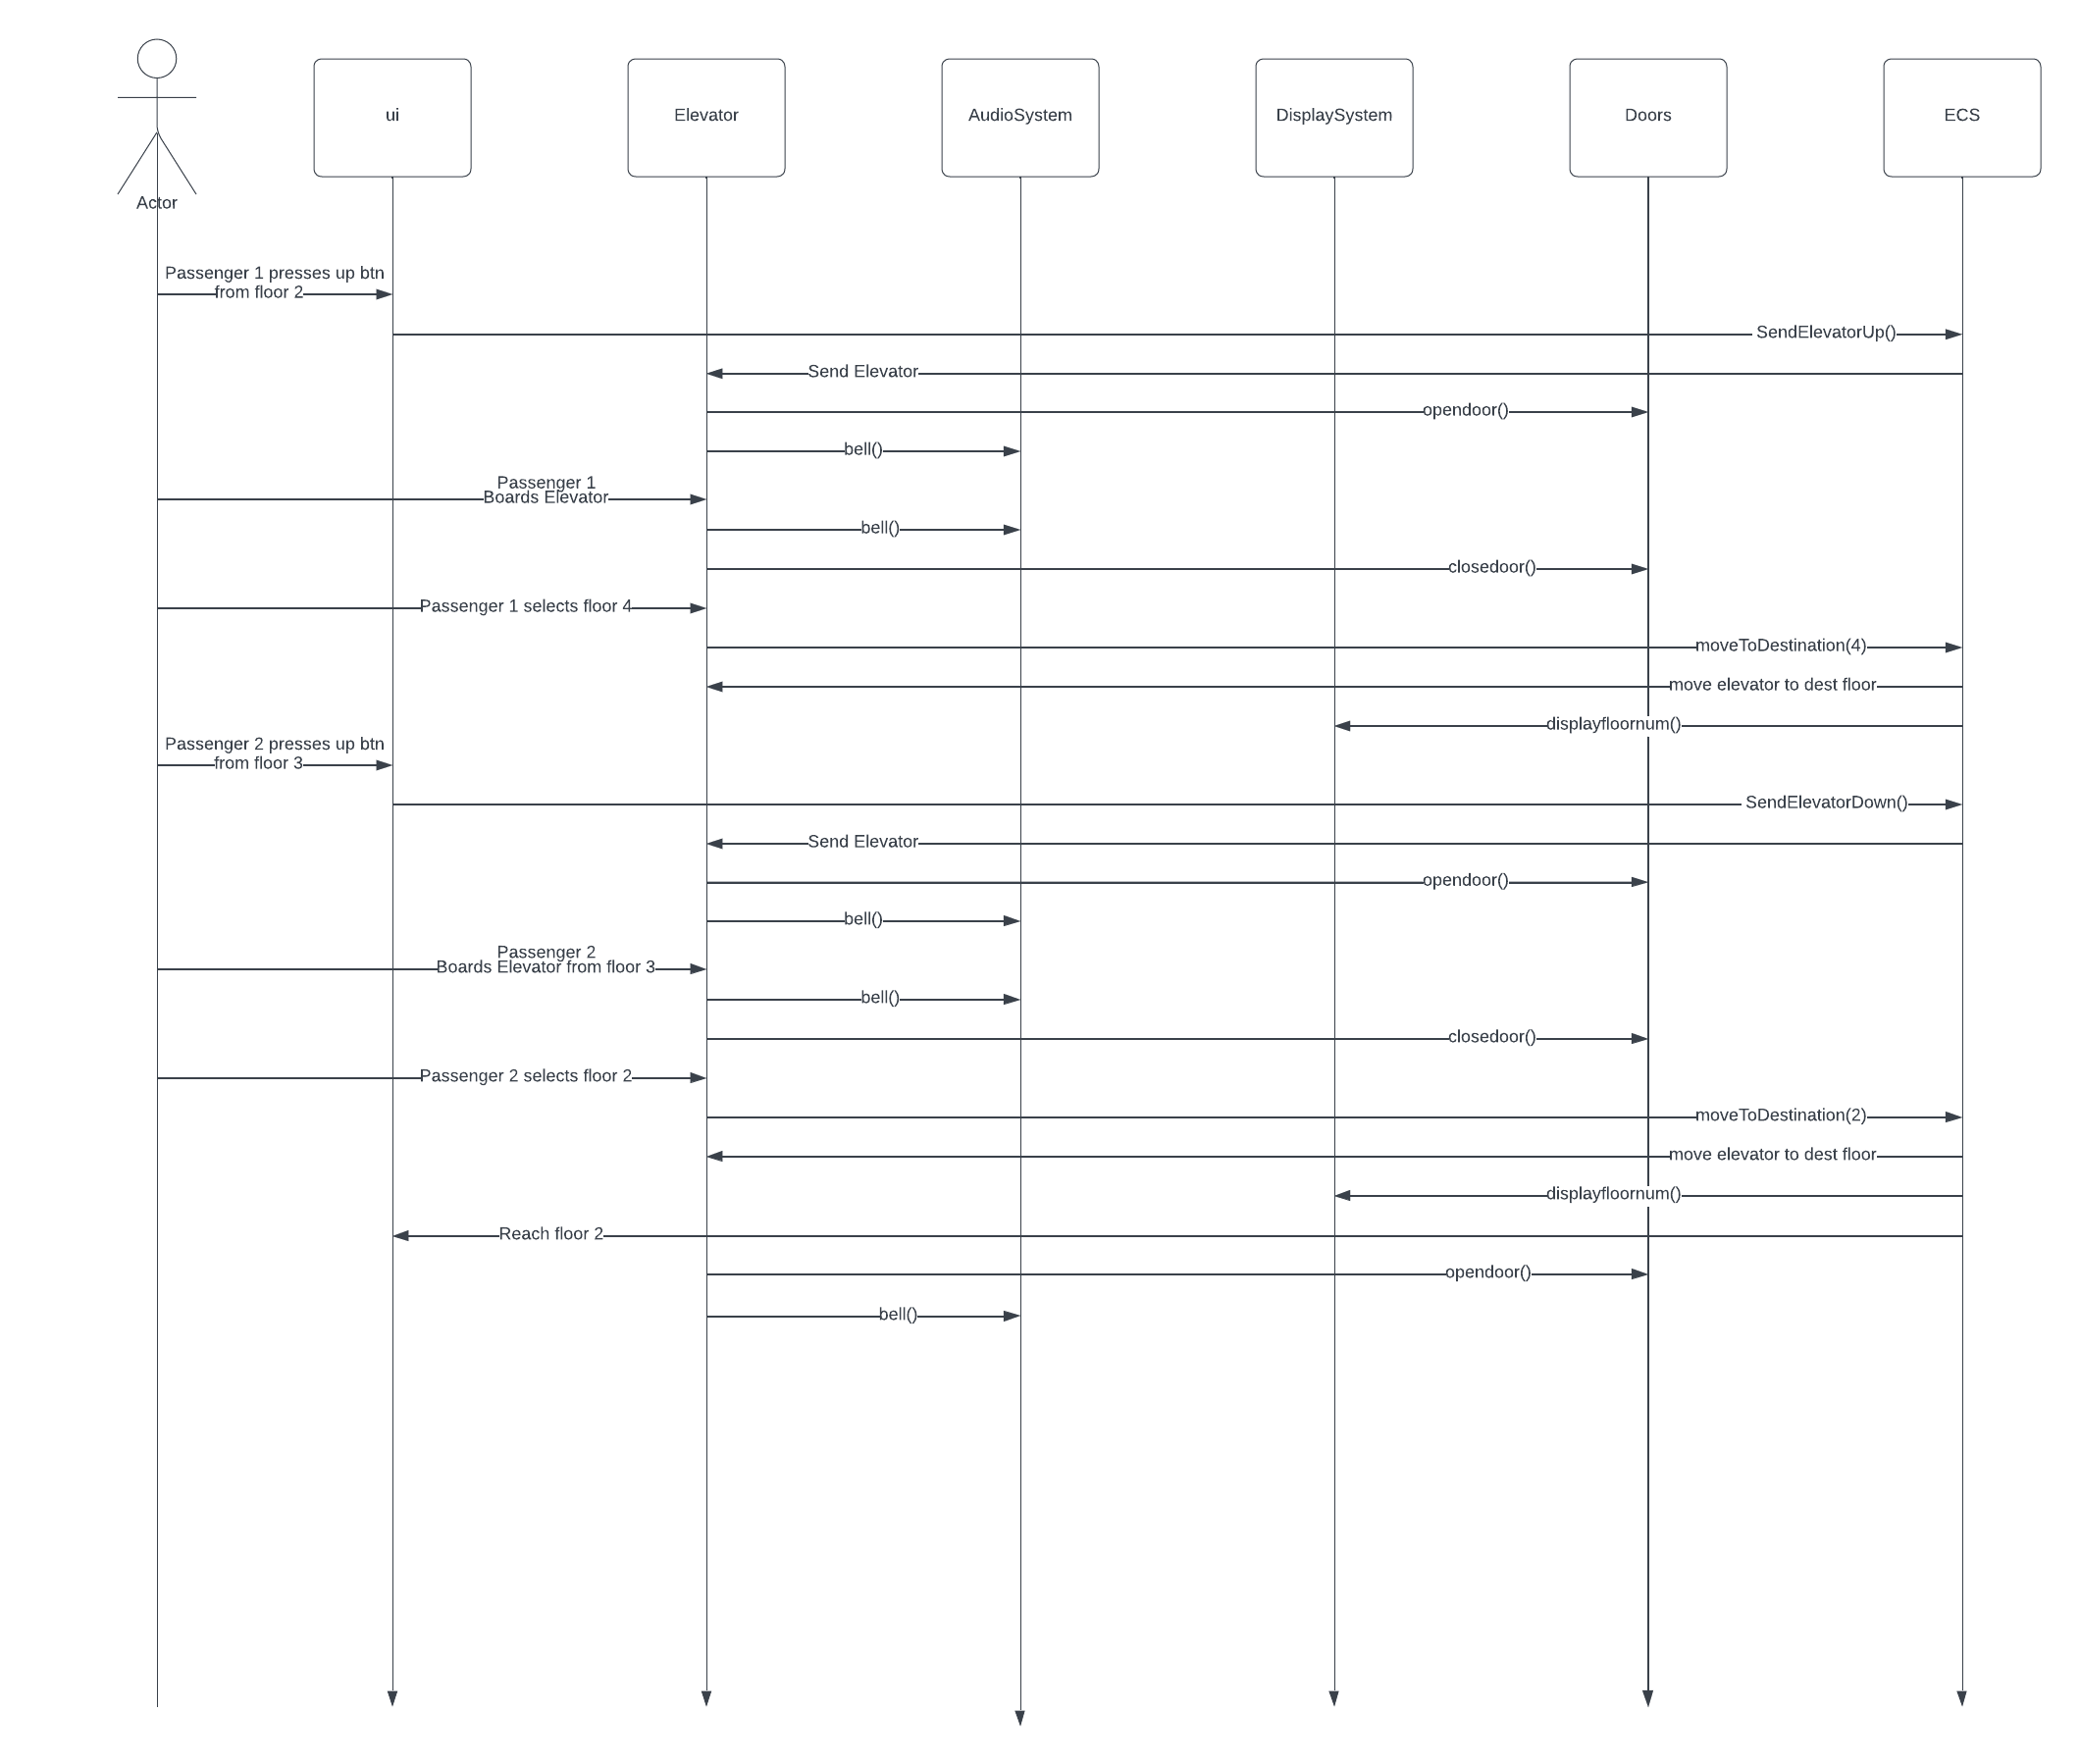 Actor
ui
Elevator
AudioSystem
DisplaySystem
Doors
ECS
Passenger 1 presses up btn
from floor 2
SendElevatorUp()
Send Elevator
opendoor()
bell()
Passenger 1
Boards Elevator
bell()
closedoor()
Passenger 1 selects floor 4
moveToDestination(4)
move elevator to dest floor
displayfloornum()
Passenger 2 presses up btn
from floor 3
SendElevatorDown()
Send Elevator
opendoor()
bell()
Passenger 2
Boards Elevator from floor 3
bell()
closedoor()
Passenger 2 selects floor 2
moveToDestination(2)
move elevator to dest floor
displayfloornum()
Reach floor 2
opendoor()
bell()